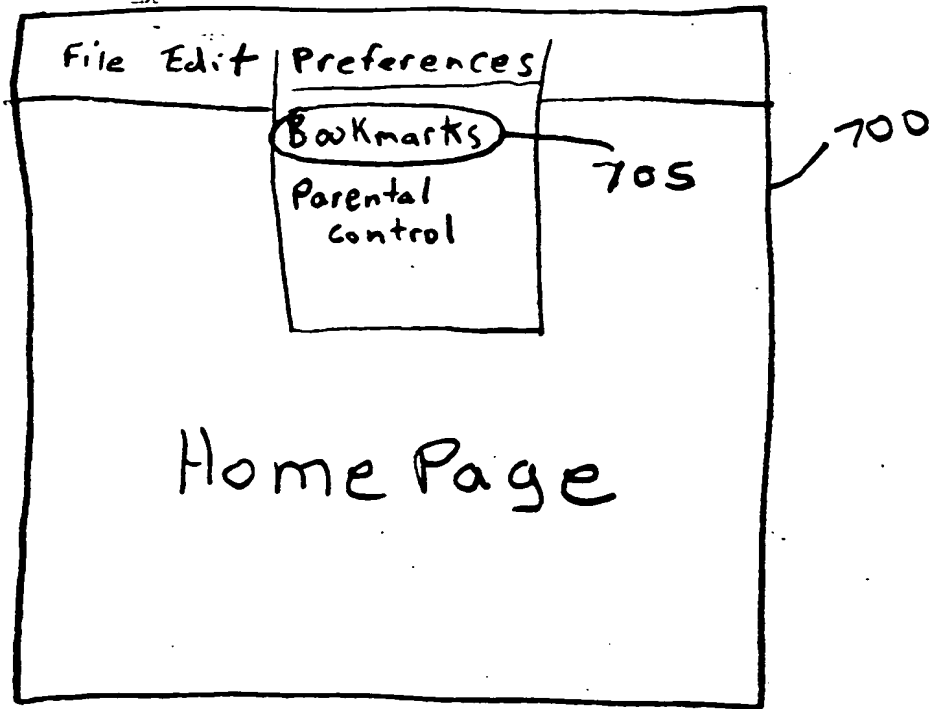 File Edit Preferences
Bookmarks
700
705
Parental
control
Home Page